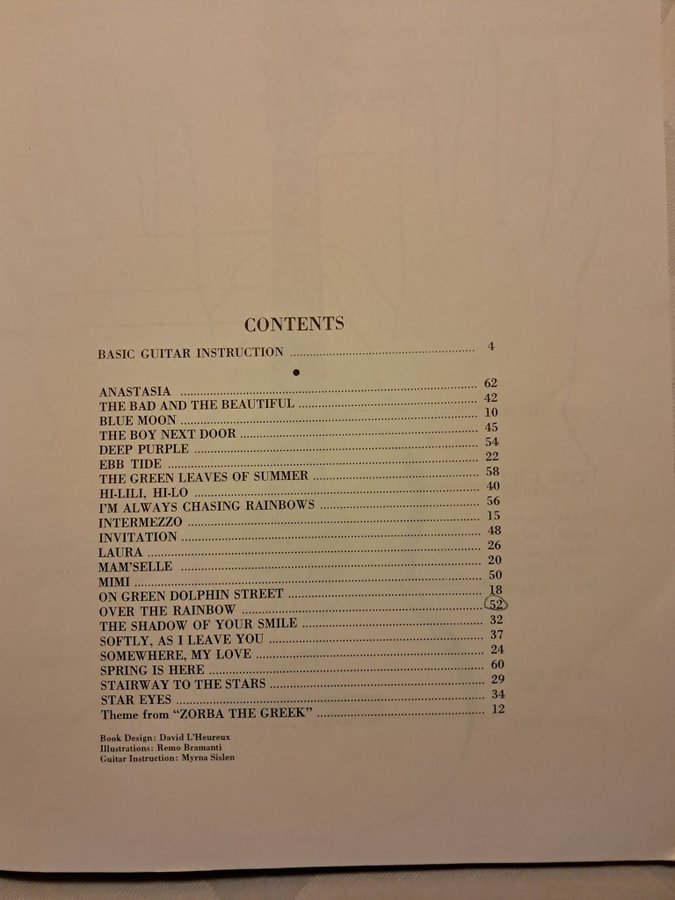 CONTENTS
BASIC GUITAR INSTRUCTION ........ 4
•
ANASTASIA ........ 62
THE BAD AND THE BEAUTIFUL ........ 42
BLUE MOON ........ 10
THE BOY NEXT DOOR ........ 45
DEEP PURPLE ........ 54
EBB TIDE ........ 22
THE GREEN LEAVES OF SUMMER ........ 58
HI-LILI, HI-LO ........ 40
I'M ALWAYS CHASING RAINBOWS ........ 56
INTERMEZZO ........ 15
INVITATION ........ 48
LAURA ........ 26
MAM'SELLE ........ 20
MIMI ........ 50
ON GREEN DOLPHIN STREET ........ 18
OVER THE RAINBOW ........ 52
THE SHADOW OF YOUR SMILE ........ 32
SOFTLY, AS I LEAVE YOU ........ 37
SOMEWHERE, MY LOVE ........ 24
SPRING IS HERE ........ 60
STAIRWAY TO THE STARS ........ 29
STAR EYES ........ 34
Theme from "ZORBA THE GREEK" ........ 12
Book Design: David L'Heureux
Illustrations: Remo Bramanti
Guitar Instruction: Myrna Sislen